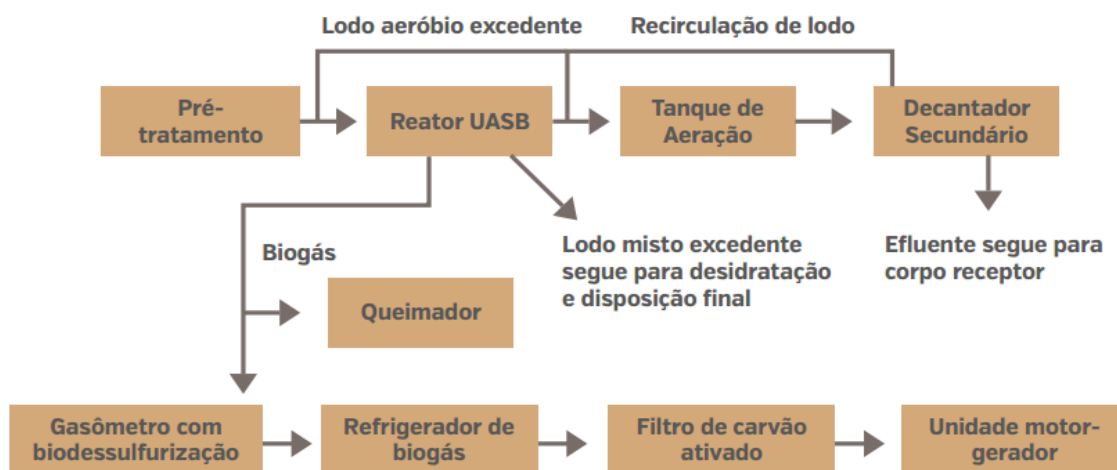 Lodo aeróbio excedente
Recirculação de lodo
Pré-
tratamento
Reator UASB
Tanque de
Aeração
Decantador
Secundário
Biogás
Lodo misto excedente
segue para desidratação
e disposição final
Efluente segue para
corpo receptor
Queimador
Gasômetro com
biodessulfurização
Refrigerador de
biogás
Filtro de carvão
ativado
Unidade motor-
gerador